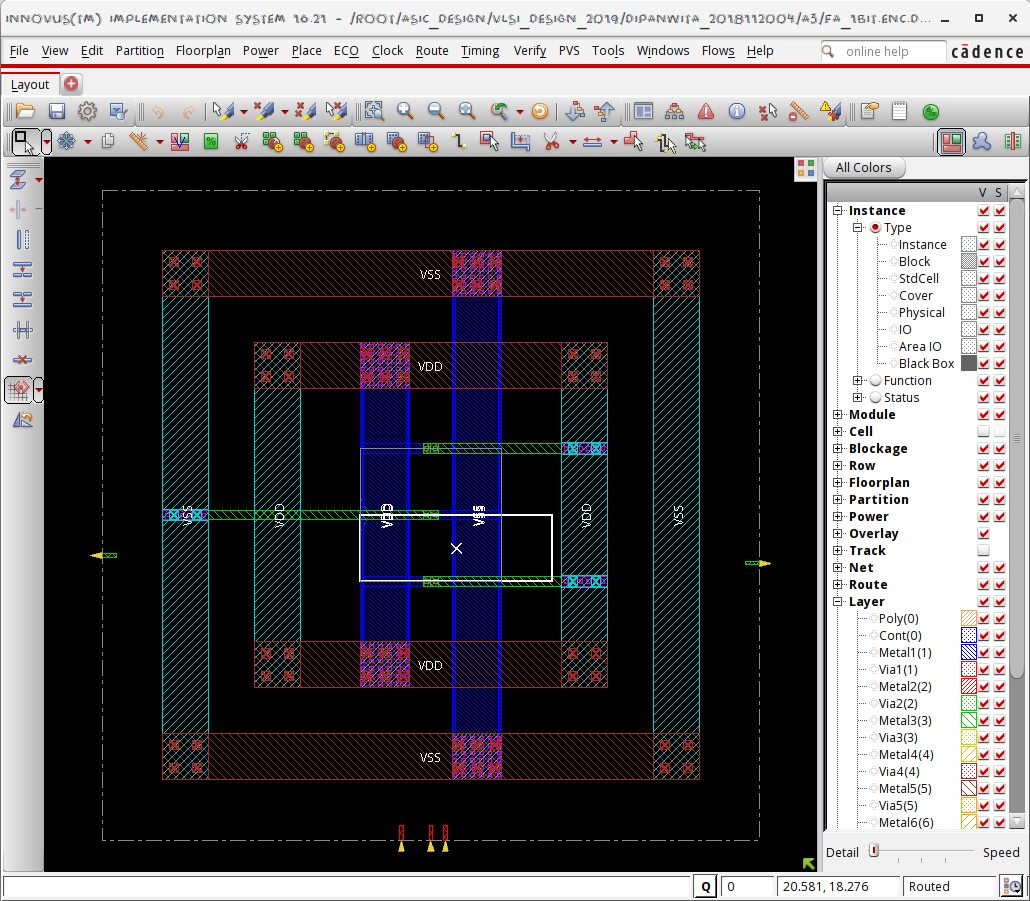 INNOVUS(TM) IMPLEMENTATION SYSTEM 16.21 - /ROOT/ASIC_DESIGN/VLSI_DESIGN_2019/DIPANWITA_2018112004/A3/FA_1BIT.ENC.D...
File View Edit Partition Floorplan Power Place ECO Clock Route Timing Verify PVS Tools Windows Flows Help
online help
cādence
Layout
All Colors
V S
Instance
Type
Instance
Block
StdCell
Cover
Physical
IO
Area IO
Black Box
Function
Status
Module
Cell
Blockage
Row
Floorplan
Partition
Power
Overlay
Track
Net
Route
Layer
Poly(0)
Cont(0)
Metal1(1)
Via1(1)
Metal2(2)
Via2(2)
Metal3(3)
Via3(3)
Metal4(4)
Via4(4)
Metal5(5)
Via5(5)
Metal6(6)
Detail Speed
VSS
VDD
VSS VDD VDD VSS VDD VSS
VDD
VSS
Q 0 20.581, 18.276 Routed